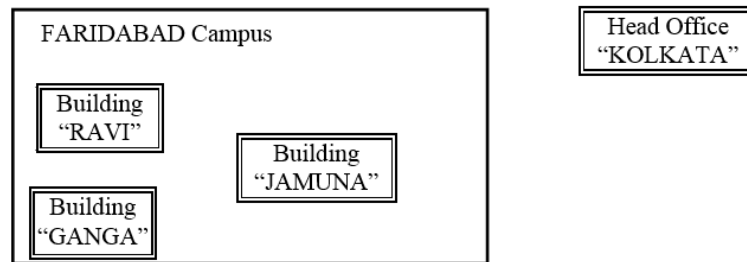 FARIDABAD Campus
Head Office
“KOLKATA”
Building
“RAVI”
Building
“JAMUNA”
Building
“GANGA”